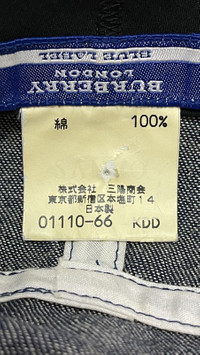 BURBERRY
LONDON
BLUE LABEL
綿 100%
株式会社 三陽商会
東京都新宿区本塩町14
日本製
01110-66 KDD